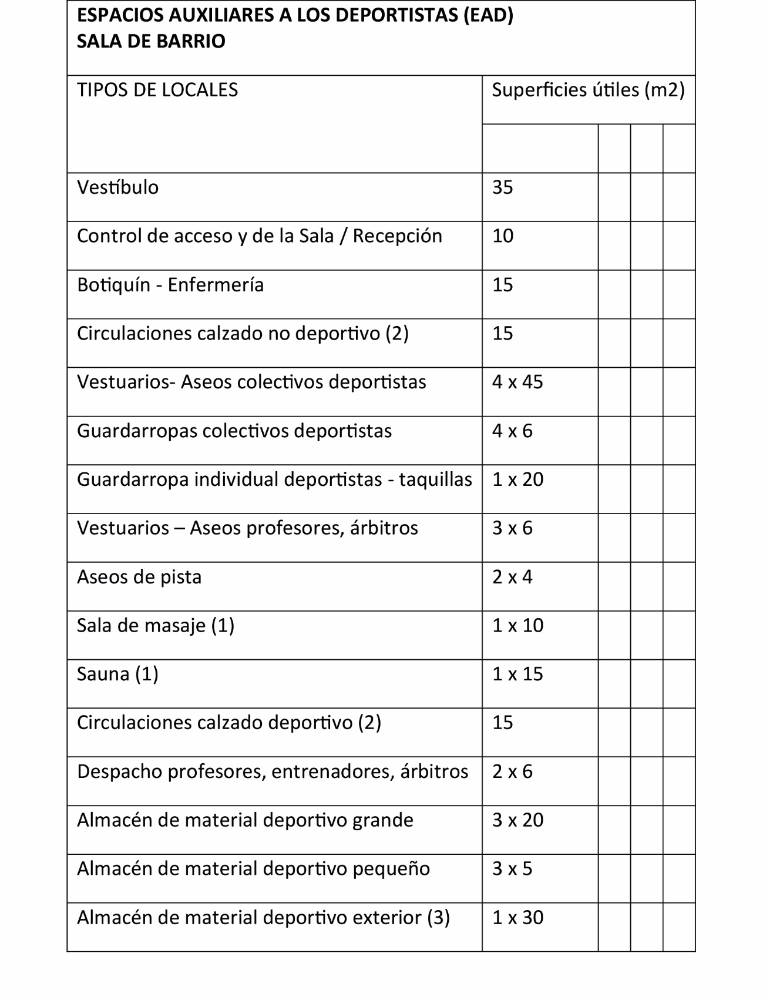 ESPACIOS AUXILIARES A LOS DEPORTISTAS (EAD)
SALA DE BARRIO
TIPOS DE LOCALES
Superficies útiles (m2)
Vestíbulo
35
Control de acceso y de la Sala / Recepción
10
Botiquín - Enfermería
15
Circulaciones calzado no deportivo (2)
15
Vestuarios- Aseos colectivos deportistas
4 x 45
Guardarropas colectivos deportistas
4 x 6
Guardarropa individual deportistas - taquillas
1 x 20
Vestuarios – Aseos profesores, árbitros
3 x 6
Aseos de pista
2 x 4
Sala de masaje (1)
1 x 10
Sauna (1)
1 x 15
Circulaciones calzado deportivo (2)
15
Despacho profesores, entrenadores, árbitros
2 x 6
Almacén de material deportivo grande
3 x 20
Almacén de material deportivo pequeño
3 x 5
Almacén de material deportivo exterior (3)
1 x 30